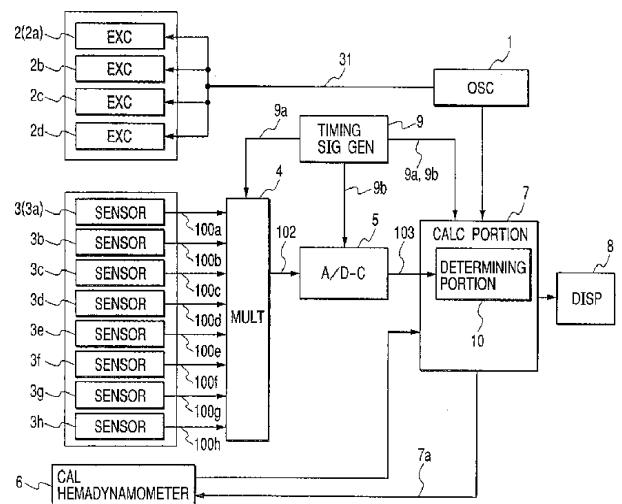 2(2a) EXC
2b EXC
2c EXC
2d EXC
31
1
OSC
9a
TIMING
SIG GEN
9
9a, 9b
9b
4
MULT
3(3a) SENSOR 100a
3b SENSOR 100b
3c SENSOR 100c
3d SENSOR 100d
3e SENSOR 100e
3f SENSOR 100f
3g SENSOR 100g
3h SENSOR 100h
102
5
A/D-C
103
7
CALC PORTION
DETERMINING
PORTION
10
8
DISP
6
CAL
HEMADYNAMOMETER
7a